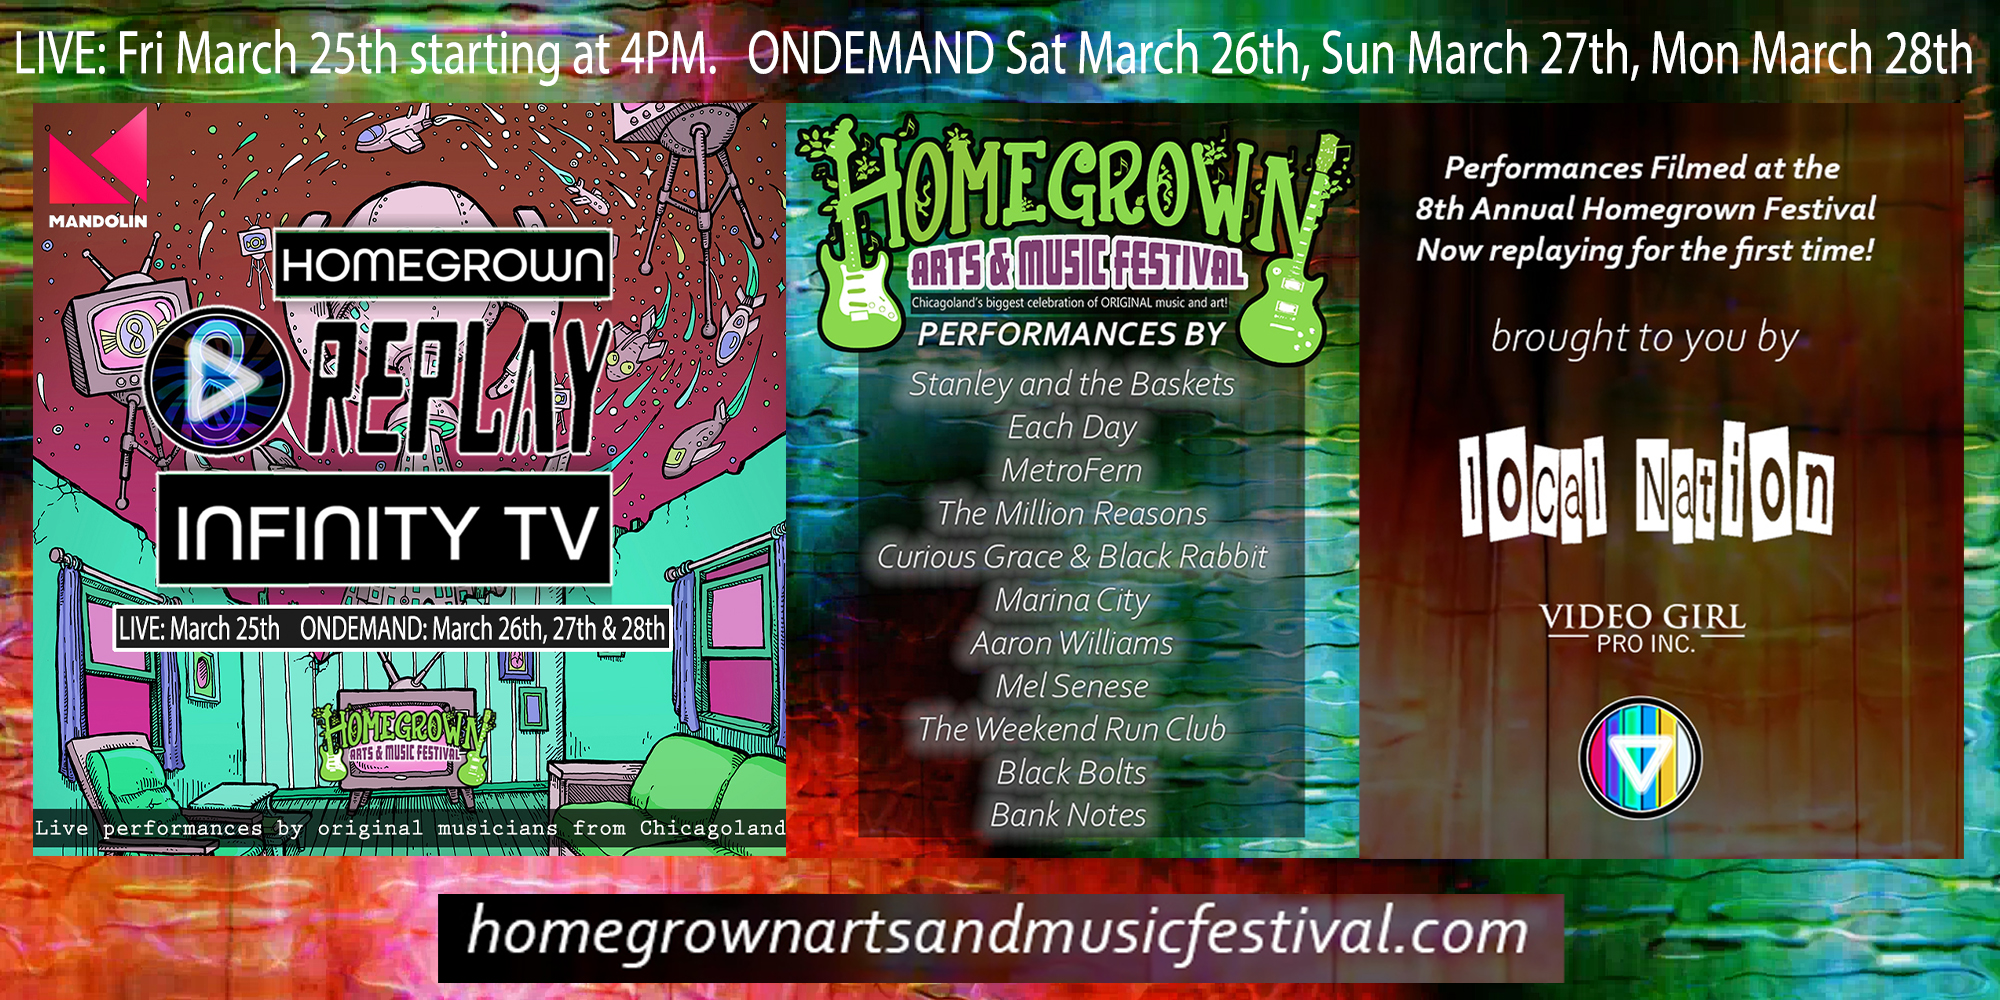 LIVE: Fri March 25th starting at 4PM. ONDEMAND Sat March 26th, Sun March 27th, Mon March 28th
MANDOLIN
HOMEGROWN
8 REPLAY
INFINITY TV
LIVE: March 25th ONDEMAND: March 26th, 27th & 28th
HOMEGROWN
ARTS & MUSIC FESTIVAL
Live performances by original musicians from Chicagoland
HOMEGROWN
ARTS & MUSIC FESTIVAL
Chicagoland's biggest celebration of ORIGINAL music and art!
PERFORMANCES BY
Stanley and the Baskets
Each Day
MetroFern
The Million Reasons
Curious Grace & Black Rabbit
Marina City
Aaron Williams
Mel Senese
The Weekend Run Club
Black Bolts
Bank Notes
Performances Filmed at the
8th Annual Homegrown Festival
Now replaying for the first time!
brought to you by
local Nation
VIDEO GIRL
PRO INC.
homegrownartsandmusicfestival.com